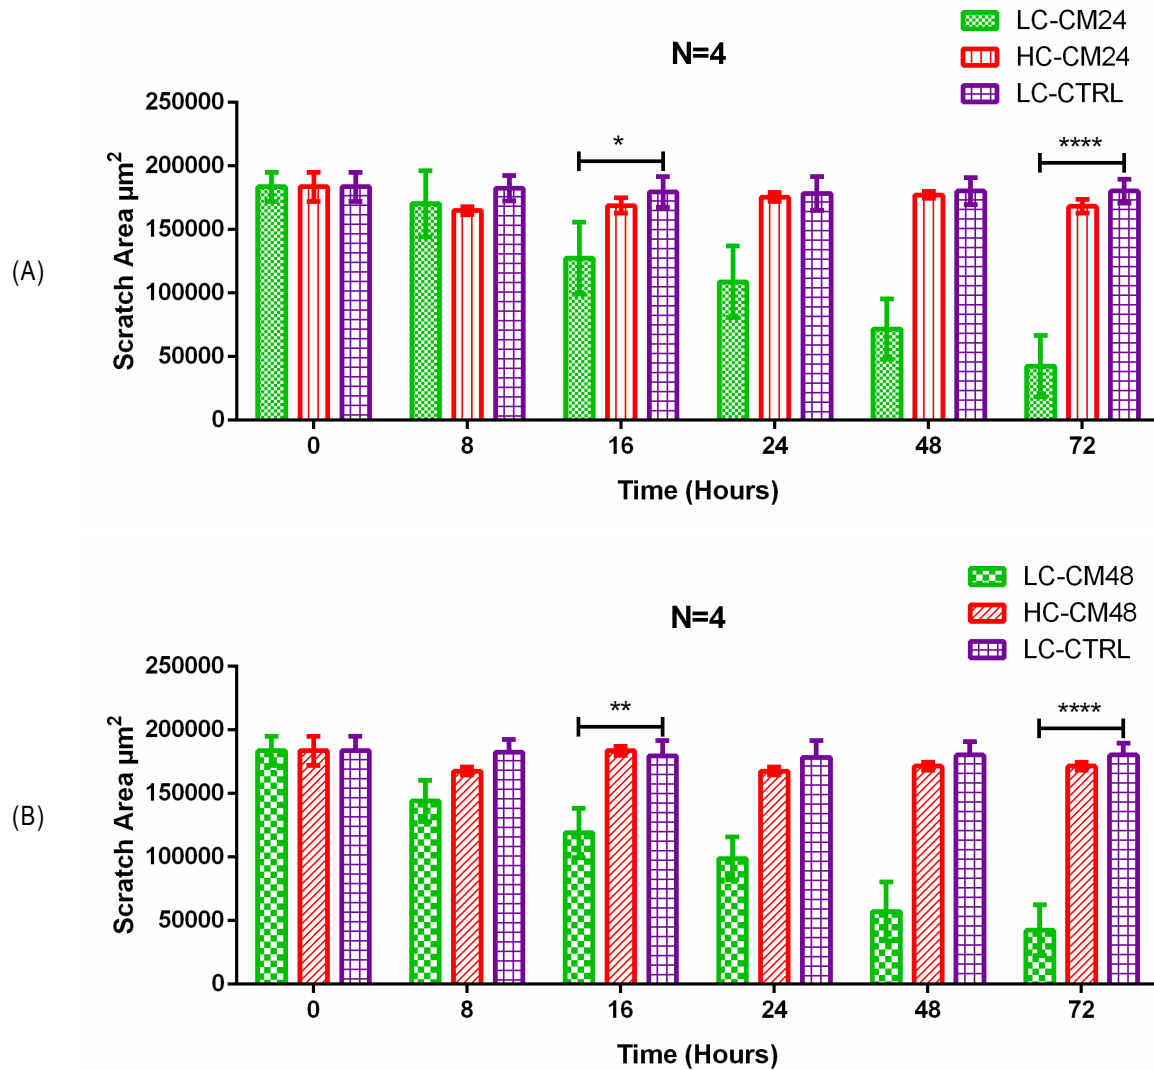 LC-CM24
HC-CM24
LC-CTRL
N=4
(A)
Scratch Area µm²
250000
200000
150000
100000
50000
0
*
****
0 8 16 24 48 72
Time (Hours)
LC-CM48
HC-CM48
LC-CTRL
N=4
(B)
Scratch Area µm²
250000
200000
150000
100000
50000
0
**
****
0 8 16 24 48 72
Time (Hours)